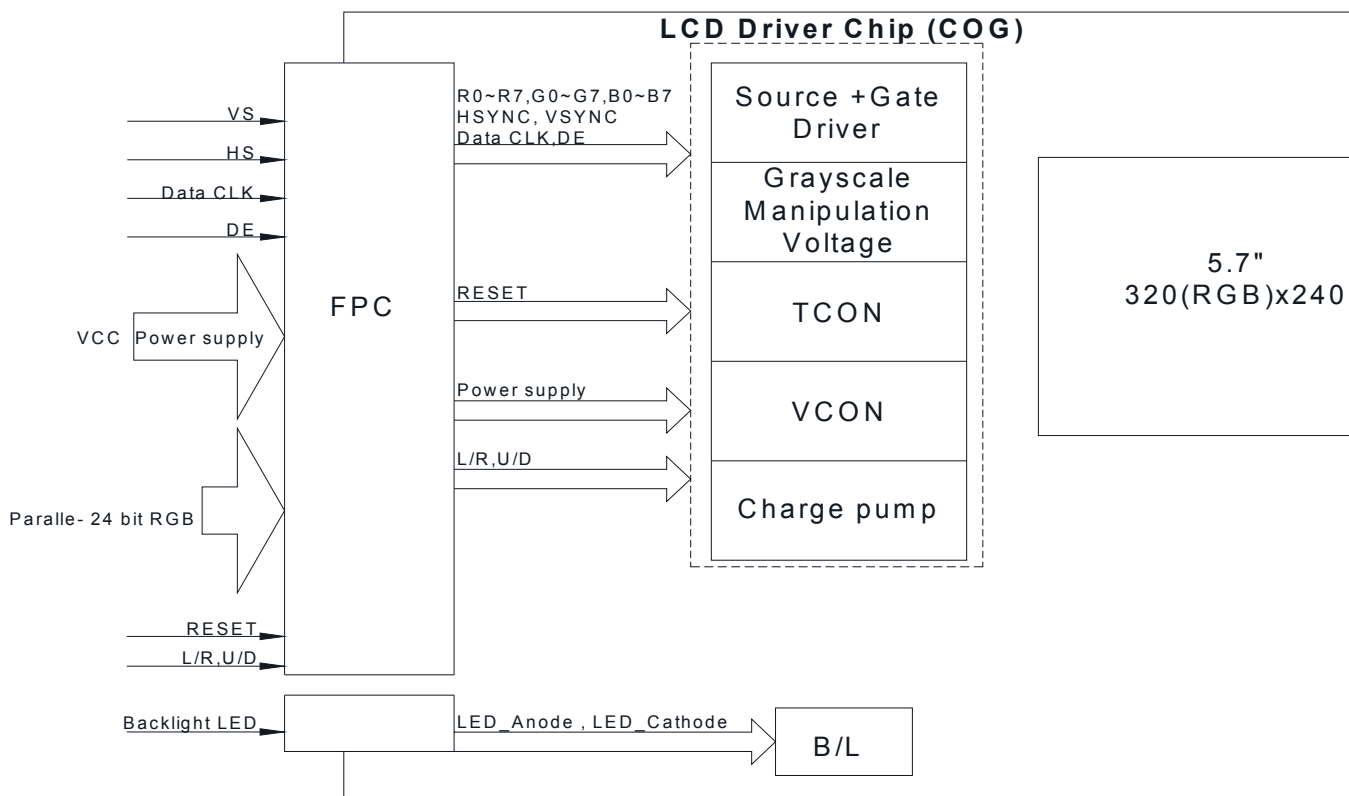 LCD Driver Chip (COG)
VS
HS
Data CLK
DE
VCC Power supply
Paralle- 24 bit RGB
RESET
L/R,U/D
Backlight LED
FPC
R0~R7,G0~G7,B0~B7
HSYNC, VSYNC
Data CLK,DE
RESET
Power supply
L/R,U/D
LED_Anode , LED_Cathode
Source +Gate
Driver
Grayscale
Manipulation
Voltage
TCON
VCON
Charge pump
B/L
5.7"
320(RGB)x240